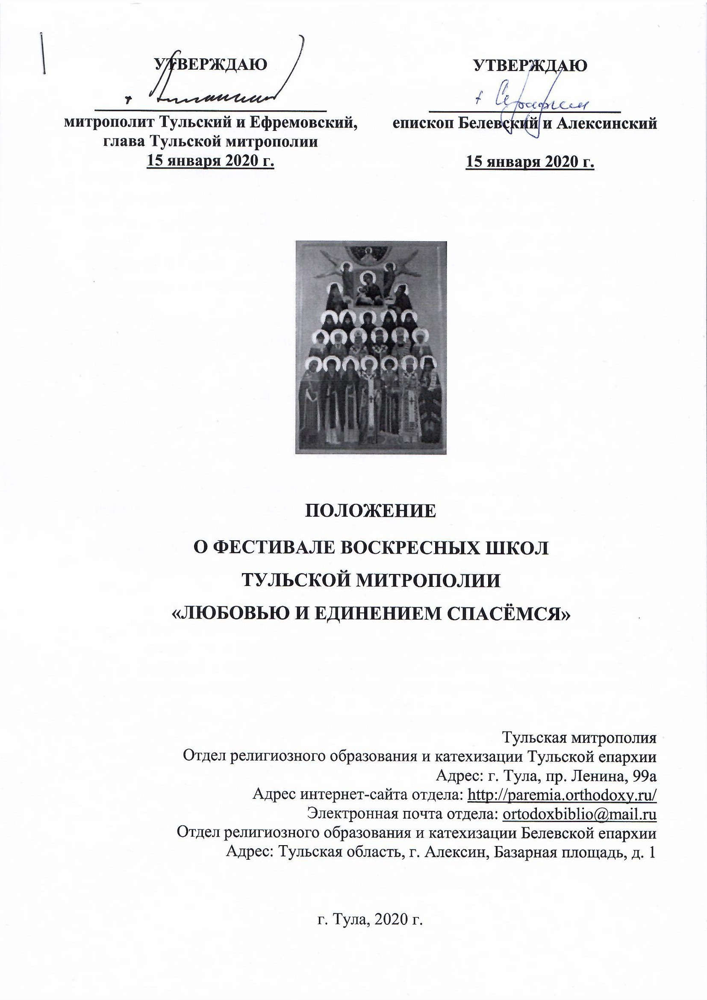 УТВЕРЖДАЮ
митрополит Тульский и Ефремовский,
глава Тульской митрополии
15 января 2020 г.
УТВЕРЖДАЮ
† Серафим
епископ Белевский и Алексинский
15 января 2020 г.
ПОЛОЖЕНИЕ
О ФЕСТИВАЛЕ ВОСКРЕСНЫХ ШКОЛ
ТУЛЬСКОЙ МИТРОПОЛИИ
«ЛЮБОВЬЮ И ЕДИНЕНИЕМ СПАСЁМСЯ»
Тульская митрополия
Отдел религиозного образования и катехизации Тульской епархии
Адрес: г. Тула, пр. Ленина, 99а
Адрес интернет-сайта отдела: http://paremia.orthodoxy.ru/
Электронная почта отдела: ortodoxbiblio@mail.ru
Отдел религиозного образования и катехизации Белевской епархии
Адрес: Тульская область, г. Алексин, Базарная площадь, д. 1
г. Тула, 2020 г.